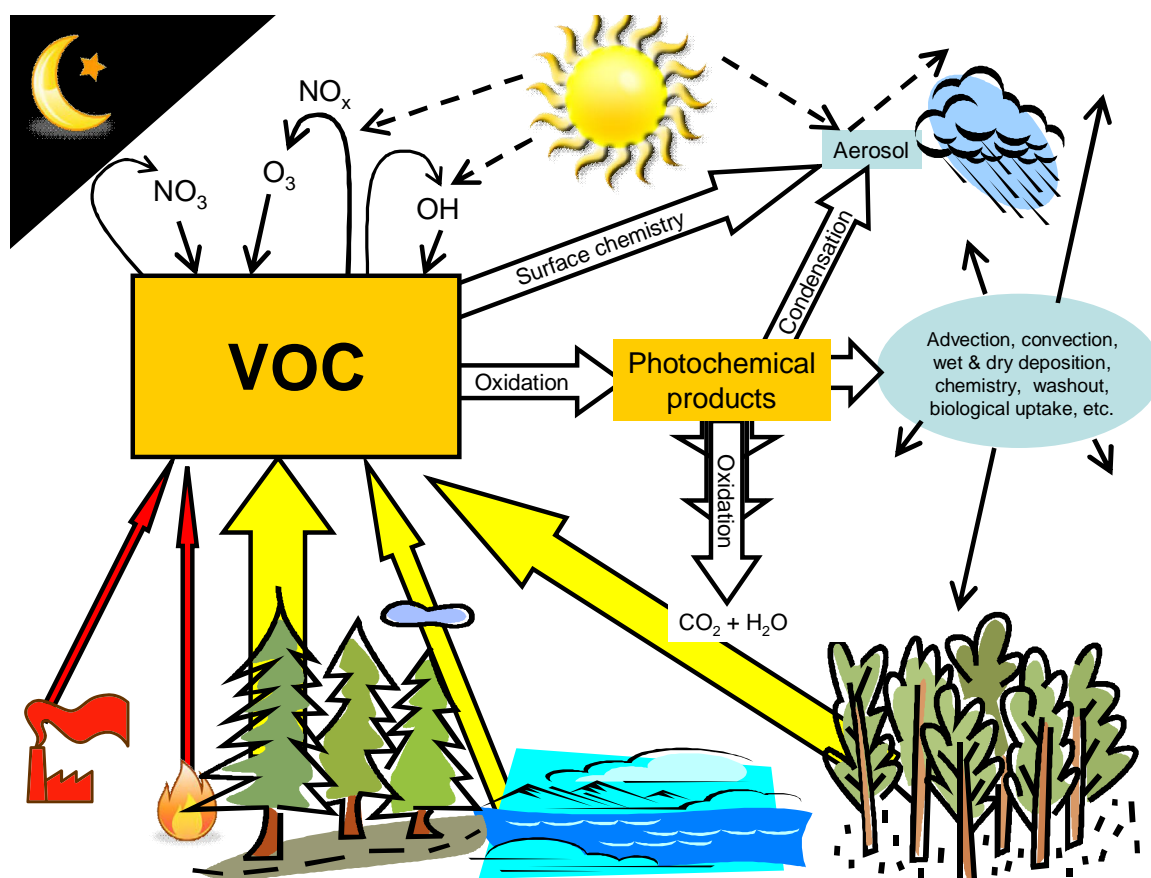 NOₓ
O₃
NO₃
OH
Aerosol
Surface chemistry
Condensation
VOC
Oxidation
Photochemical
products
Advection, convection,
wet & dry deposition,
chemistry, washout,
biological uptake, etc.
Oxidation
CO₂ + H₂O